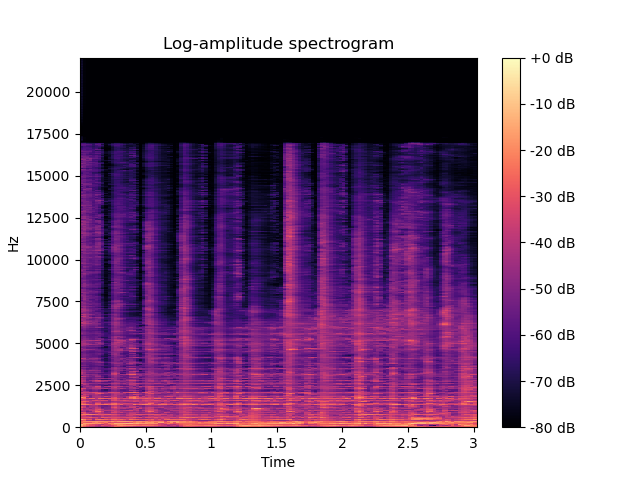 Log-amplitude spectrogram
Hz
20000
17500
15000
12500
10000
7500
5000
2500
0
0 0.5 1 1.5 2 2.5 3
Time
+0 dB
-10 dB
-20 dB
-30 dB
-40 dB
-50 dB
-60 dB
-70 dB
-80 dB